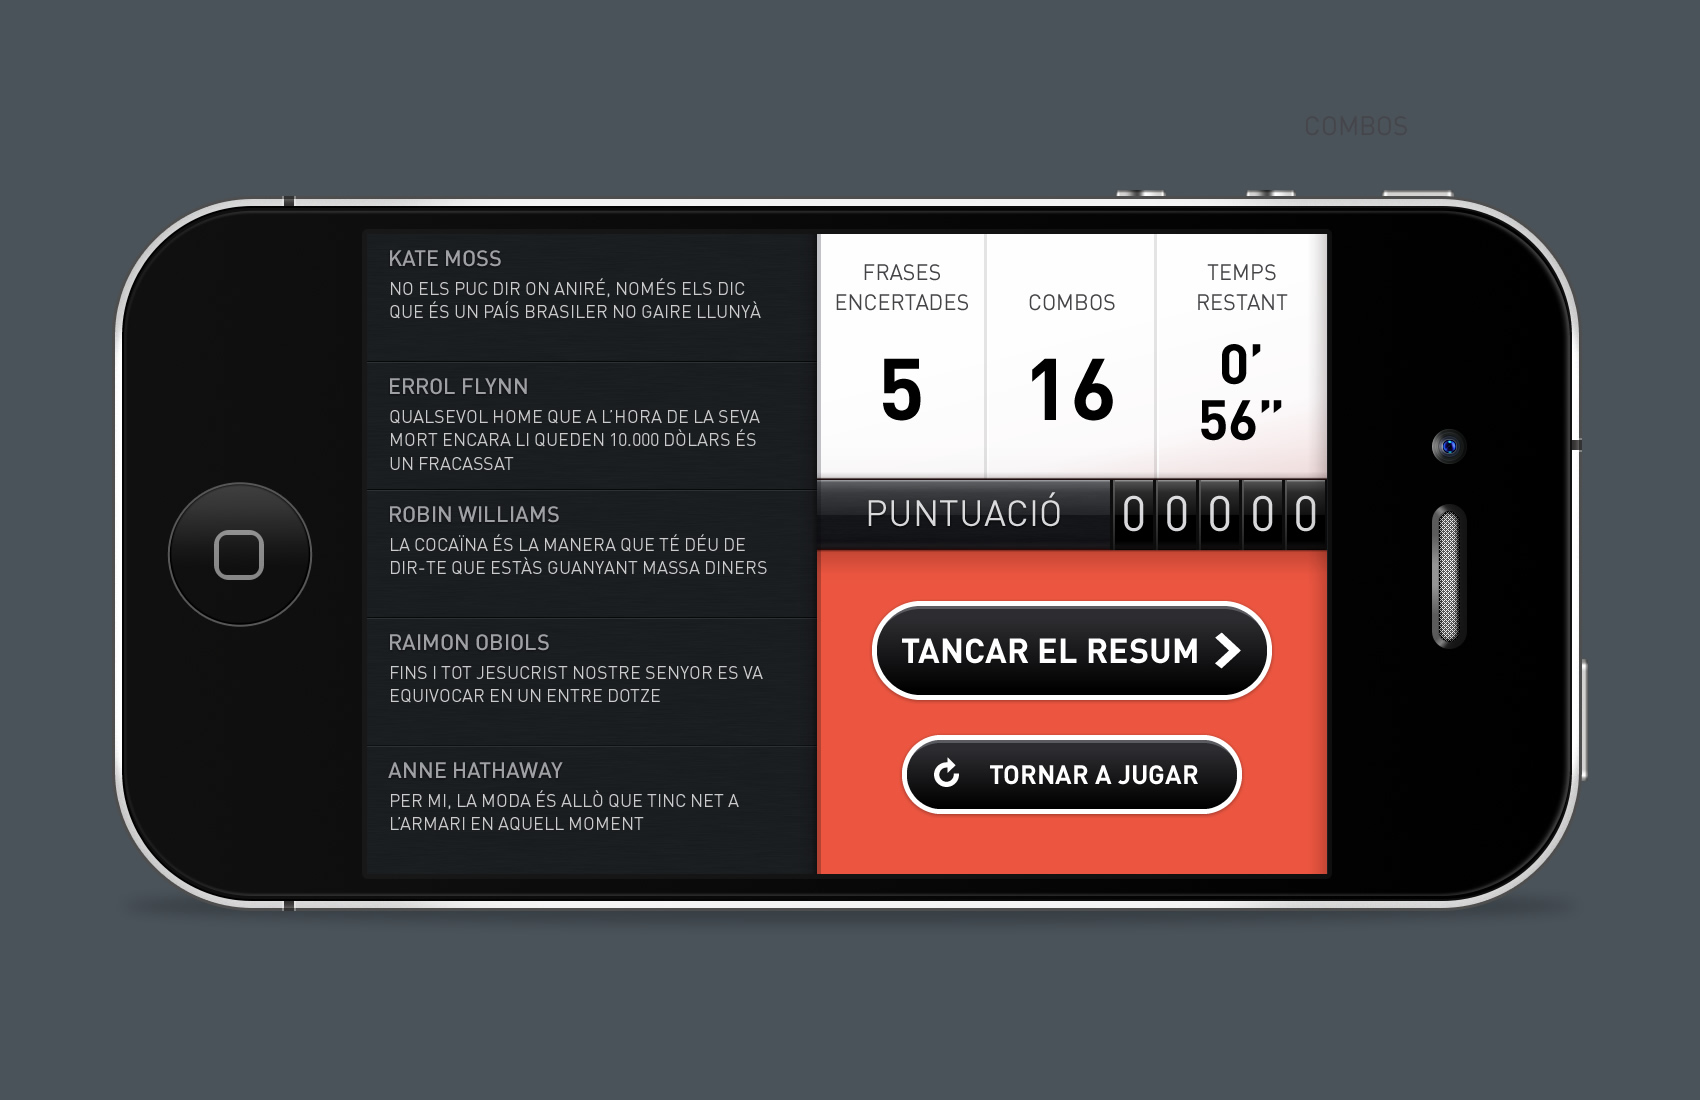 COMBOS
KATE MOSS
NO ELS PUC DIR ON ANIRÉ, NOMÉS ELS DIC
QUE ÉS UN PAÍS BRASILER NO GAIRE LLUNYÀ
ERROL FLYNN
QUALSEVOL HOME QUE A L'HORA DE LA SEVA
MORT ENCARA LI QUEDEN 10.000 DÒLARS ÉS
UN FRACASSAT
ROBIN WILLIAMS
LA COCAÏNA ÉS LA MANERA QUE TÉ DÉU DE
DIR-TE QUE ESTÀS GUANYANT MASSA DINERS
RAIMON OBIOLS
FINS I TOT JESUCRIST NOSTRE SENYOR ES VA
EQUIVOCAR EN UN ENTRE DOTZE
ANNE HATHAWAY
PER MI, LA MODA ÉS ALLÒ QUE TINC NET A
L'ARMARI EN AQUELL MOMENT
FRASES
ENCERTADES
5
COMBOS
16
TEMPS
RESTANT
0’
56”
PUNTUACIÓ 0 0 0 0 0
TANCAR EL RESUM
TORNAR A JUGAR